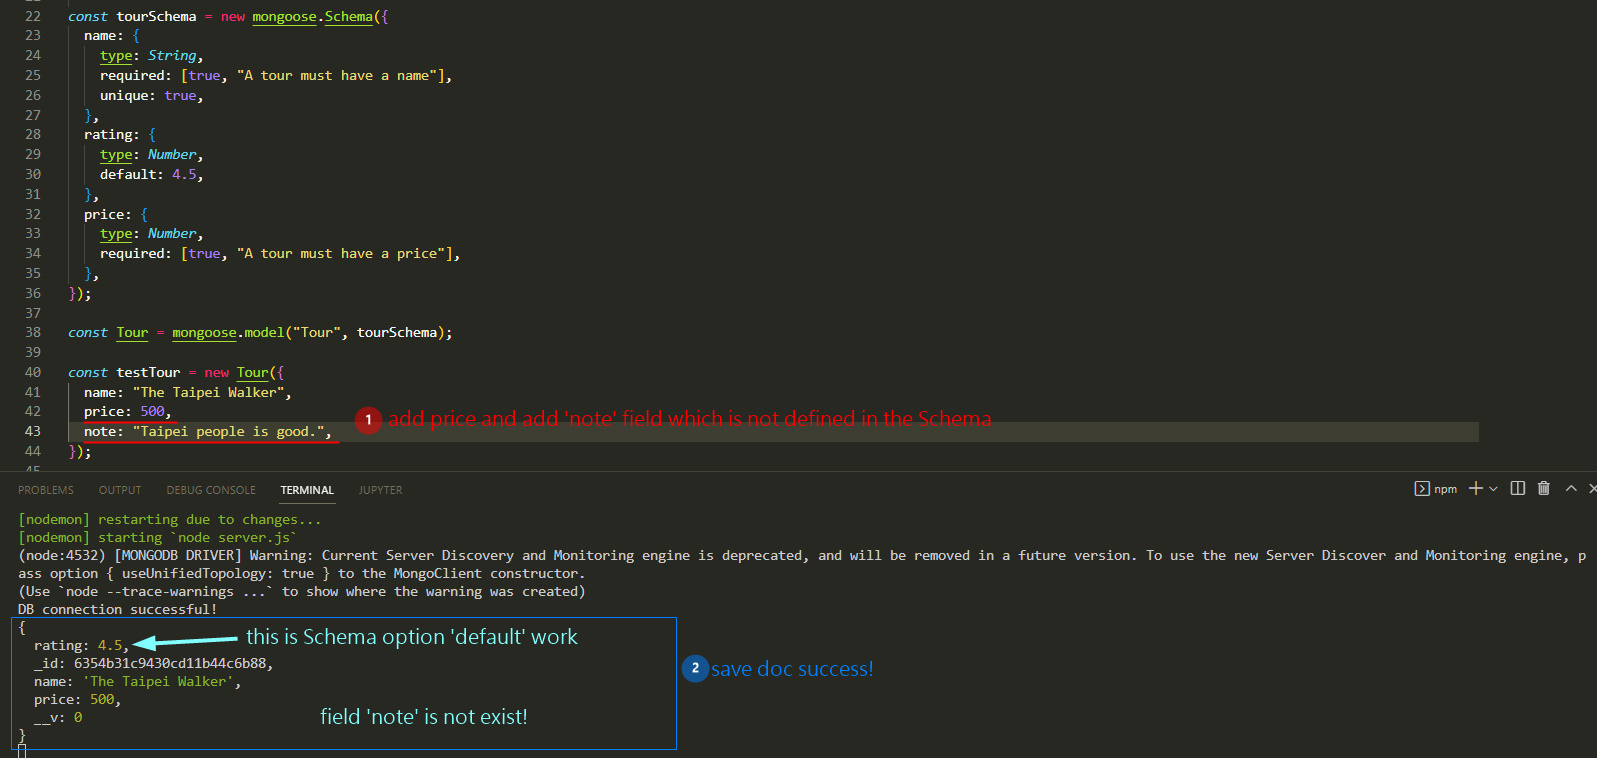 22 const tourSchema = new mongoose.Schema({
23 name: {
24 type: String,
25 required: [true, "A tour must have a name"],
26 unique: true,
27 },
28 rating: {
29 type: Number,
30 default: 4.5,
31 },
32 price: {
33 type: Number,
34 required: [true, "A tour must have a price"],
35 },
36 });
37
38 const Tour = mongoose.model("Tour", tourSchema);
39
40 const testTour = new Tour({
41 name: "The Taipei Walker",
42 price: 500,
1 add price and add 'note' field which is not defined in the Schema
43 note: "Taipei people is good.",
44 });
45
PROBLEMS OUTPUT DEBUG CONSOLE TERMINAL JUPYTER npm
[nodemon] restarting due to changes...
[nodemon] starting `node server.js`
(node:4532) [MONGODB DRIVER] Warning: Current Server Discovery and Monitoring engine is deprecated, and will be removed in a future version. To use the new Server Discover and Monitoring engine, p
ass option { useUnifiedTopology: true } to the MongoClient constructor.
(Use `node --trace-warnings ...` to show where the warning was created)
DB connection successful!
{
rating: 4.5, this is Schema option 'default' work
_id: 6354b31c9430cd11b44c6b88,
2 save doc success!
name: 'The Taipei Walker',
price: 500,
__v: 0 field 'note' is not exist!
}